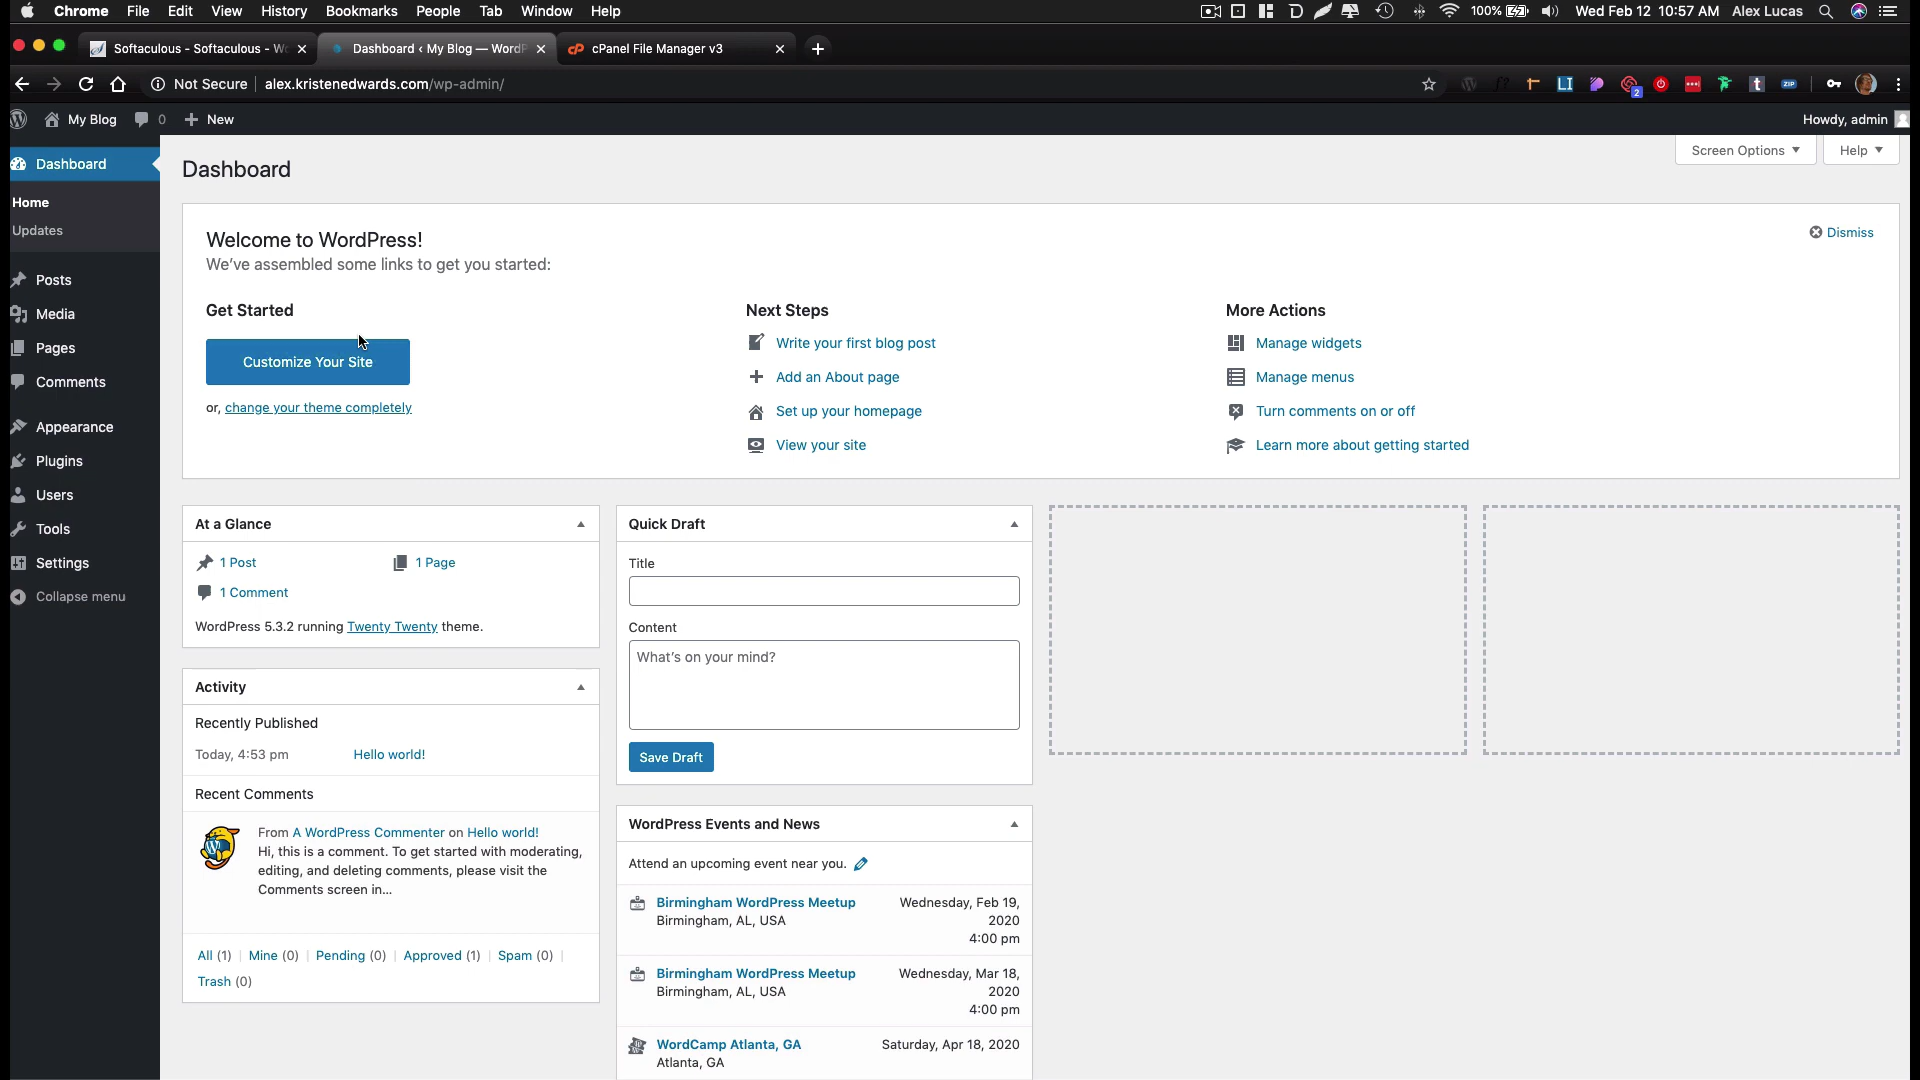 Chrome File Edit View History Bookmarks People Tab Window Help
100% Wed Feb 12 10:57 AM Alex Lucas
Softaculous - Softaculous - Wo
Dashboard ‹ My Blog — WordP
cPanel File Manager v3
Not Secure alex.kristenedwards.com/wp-admin/
LI 2 t ZIP
My Blog 0 New
Howdy, admin
Dashboard
Home
Updates
Posts
Media
Pages
Comments
Appearance
Plugins
Users
Tools
Settings
Collapse menu
Screen Options
Help
Dashboard
Welcome to WordPress!
We've assembled some links to get you started:
Dismiss
Get Started
Customize Your Site
or, change your theme completely
Next Steps
Write your first blog post
Add an About page
Set up your homepage
View your site
More Actions
Manage widgets
Manage menus
Turn comments on or off
Learn more about getting started
At a Glance
1 Post
1 Page
1 Comment
WordPress 5.3.2 running Twenty Twenty theme.
Activity
Recently Published
Today, 4:53 pm Hello world!
Recent Comments
From A WordPress Commenter on Hello world!
Hi, this is a comment. To get started with moderating,
editing, and deleting comments, please visit the
Comments screen in...
All (1) | Mine (0) | Pending (0) | Approved (1) | Spam (0) |
Trash (0)
Quick Draft
Title
Content
What's on your mind?
Save Draft
WordPress Events and News
Attend an upcoming event near you.
Birmingham WordPress Meetup
Birmingham, AL, USA
Wednesday, Feb 19,
2020
4:00 pm
Birmingham WordPress Meetup
Birmingham, AL, USA
Wednesday, Mar 18,
2020
4:00 pm
WordCamp Atlanta, GA
Atlanta, GA
Saturday, Apr 18, 2020